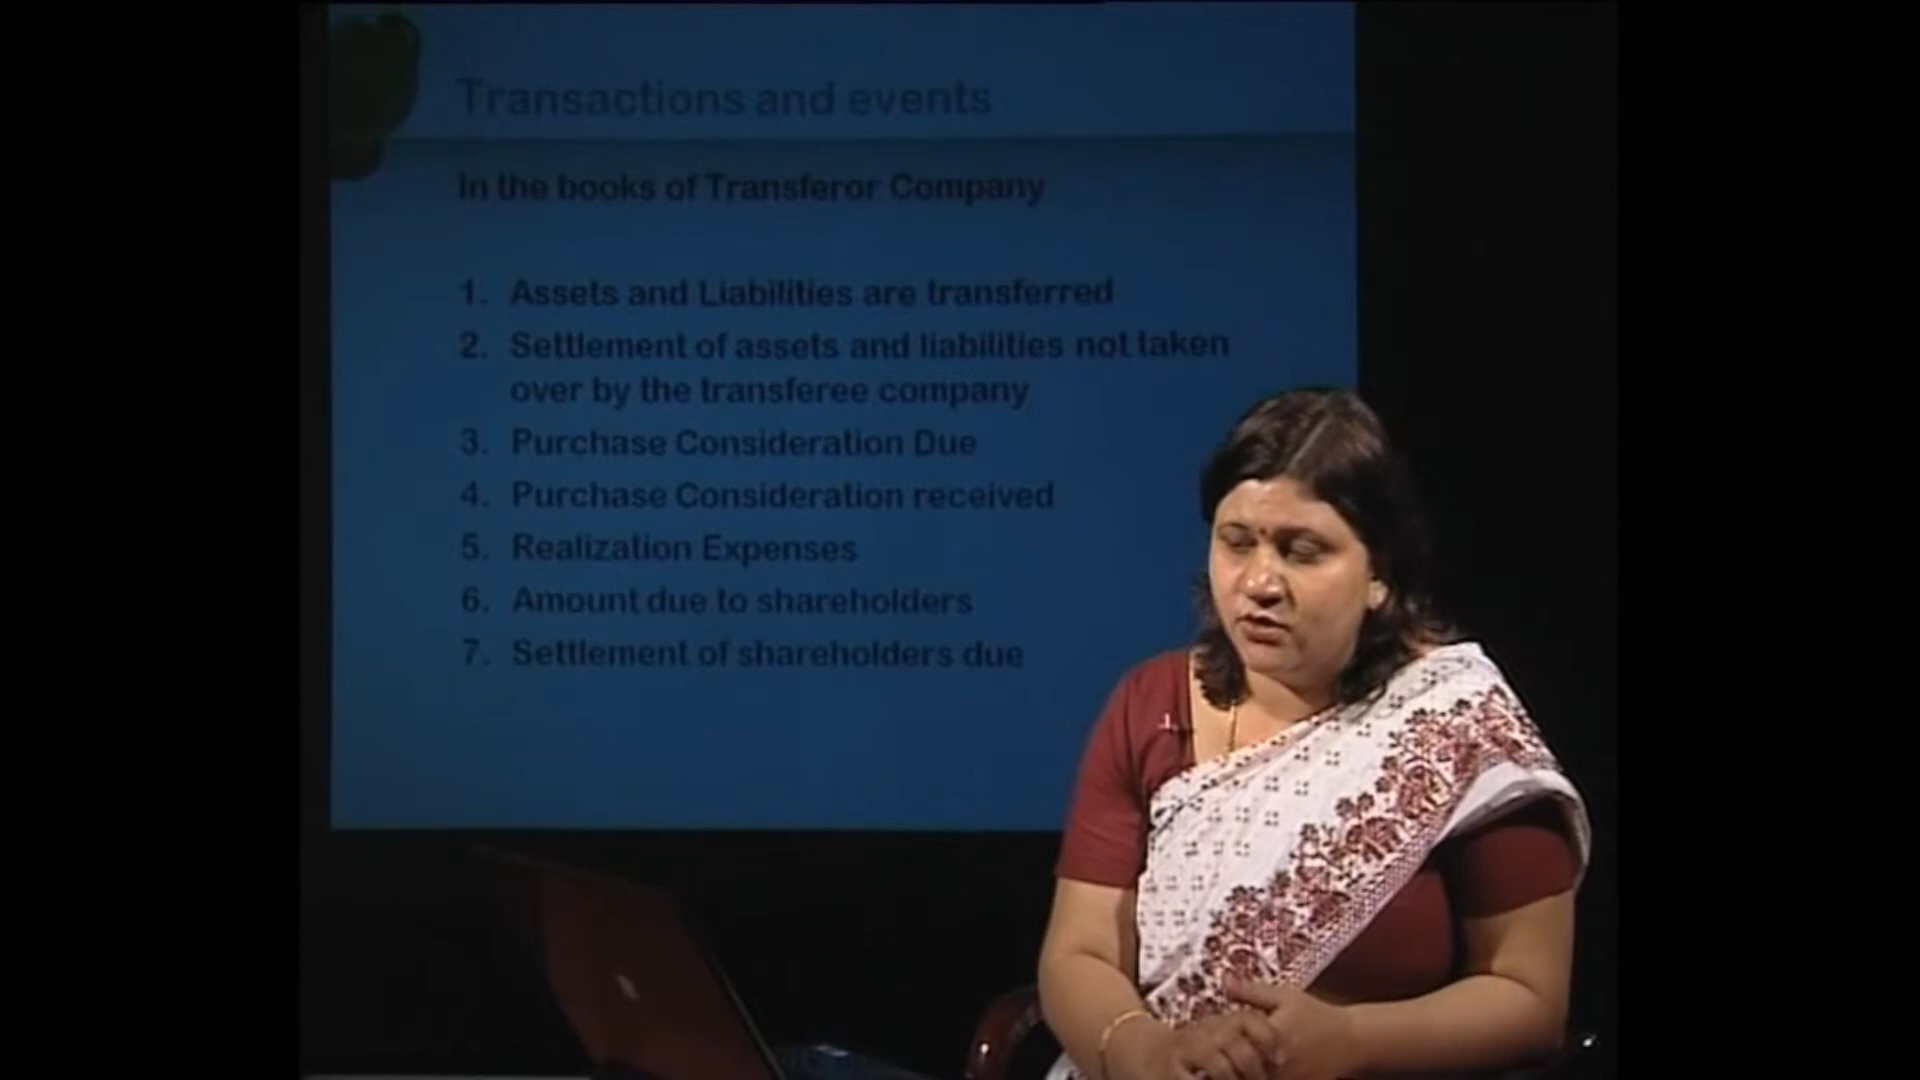 Transactions and events
In the books of Transferor Company
1. Assets and Liabilities are transferred
2. Settlement of assets and liabilities not taken
over by the transferee company
3. Purchase Consideration Due
4. Purchase Consideration received
5. Realization Expenses
6. Amount due to shareholders
7. Settlement of shareholders due